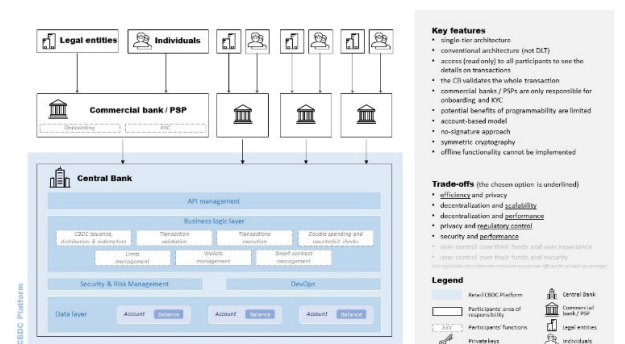 Legal entities
Individuals
Commercial bank / PSP
Onboarding
KYC
Central Bank
API management
Business logic layer
CBDC issuance,
distribution & redemption
Transaction
validation
Transactions
execution
Double spending and
counterfeit checks
Limits
management
Wallets
management
Smart contract
management
Security & Risk Management
DevOps
Data layer
Account
Balance
Account
Balance
Account
Balance
CBDC Platform
Key features
• single-tier architecture
• conventional architecture (not DLT)
• access (read only) to all participants to see the
details on transactions
• the CB validates the whole transaction
• commercial banks / PSPs are only responsible for
onboarding and KYC
• potential benefits of programmability are limited
• account-based model
• no-signature approach
• symmetric cryptography
• offline functionality cannot be implemented
Trade-offs (the chosen option is underlined)
• efficiency and privacy
• decentralization and scalability
• decentralization and performance
• privacy and regulatory control
• security and performance
• user control over their funds and user experience
• user control over their funds and security
Legend
Retail CBDC Platform
Central Bank
Participants' area of
responsibility
Commercial
bank / PSP
XXX
Participants' functions
Legal entities
Private keys
Individuals